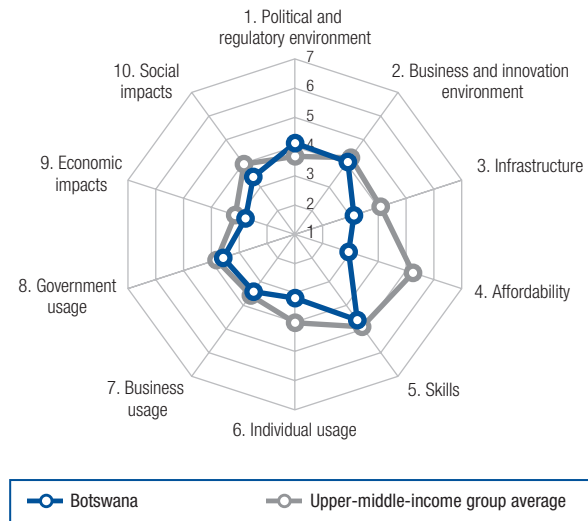 1. Political and
regulatory environment
2. Business and innovation
environment
3. Infrastructure
4. Affordability
5. Skills
6. Individual usage
7. Business
usage
8. Government
usage
9. Economic
impacts
10. Social
impacts
7
6
5
4
3
2
1
Botswana
Upper-middle-income group average